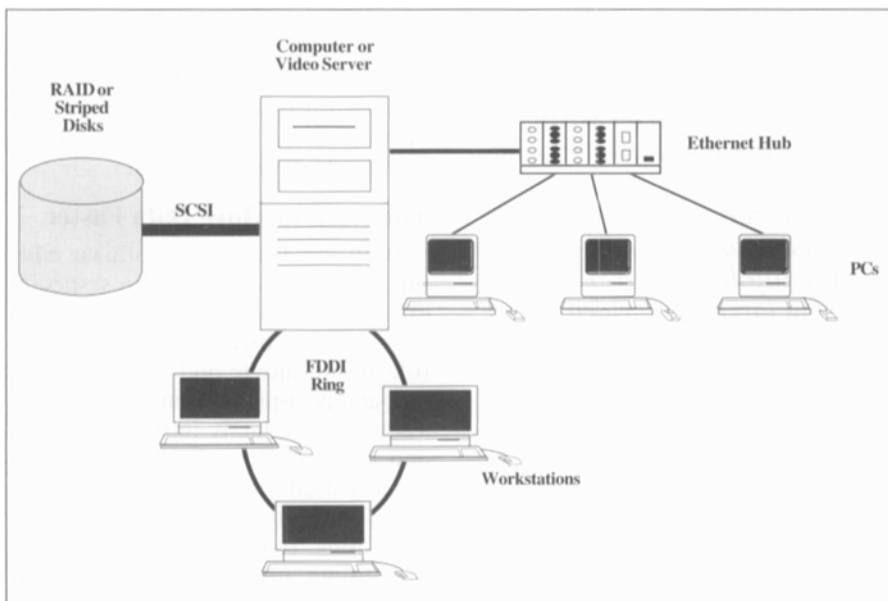 Computer or
Video Server
RAID or
Striped
Disks
Ethernet Hub
SCSI
PCs
FDDI
Ring
Workstations